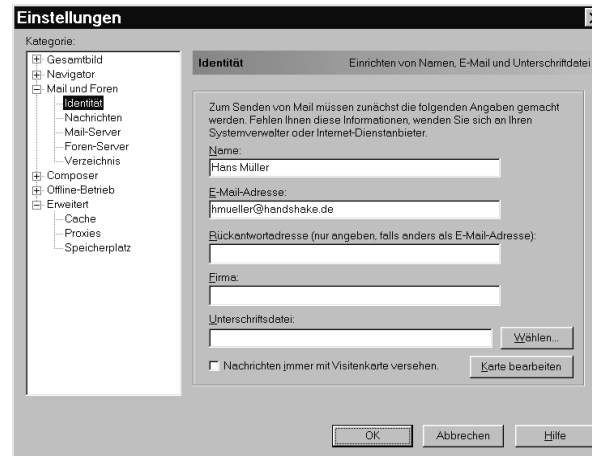 Einstellungen
Kategorie:
Gesamtbild
Navigator
Mail und Foren
Identität
Nachrichten
Mail-Server
Foren-Server
Verzeichnis
Composer
Offline-Betrieb
Erweitert
Cache
Proxies
Speicherplatz
Identität Einrichten von Namen, E-Mail und Unterschriftdatei
Zum Senden von Mail müssen zunächst die folgenden Angaben gemacht
werden. Fehlen Ihnen diese Informationen, wenden Sie sich an Ihren
Systemverwalter oder Internet-Dienstanbieter.
Name:
Hans Müller
E-Mail-Adresse:
hmueller@handshake.de
Rückantwortadresse (nur angeben, falls anders als E-Mail-Adresse):
Firma:
Unterschriftsdatei:
Wählen...
Nachrichten immer mit Visitenkarte versehen. Karte bearbeiten
OK Abbrechen Hilfe